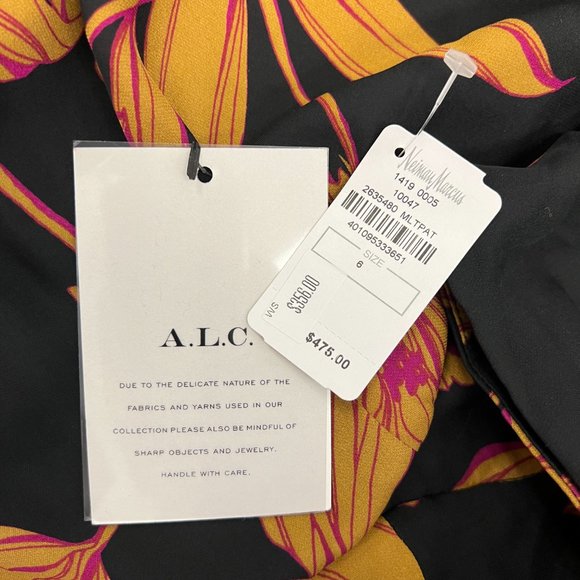 A.L.C.
DUE TO THE DELICATE NATURE OF THE
FABRICS AND YARNS USED IN OUR
COLLECTION PLEASE ALSO BE MINDFUL OF
SHARP OBJECTS AND JEWELRY.
HANDLE WITH CARE.
Neiman Marcus
1419 0005
10047
2635480 MLTPAT
401095333651
SIZE
6
WS
$356.00
$475.00